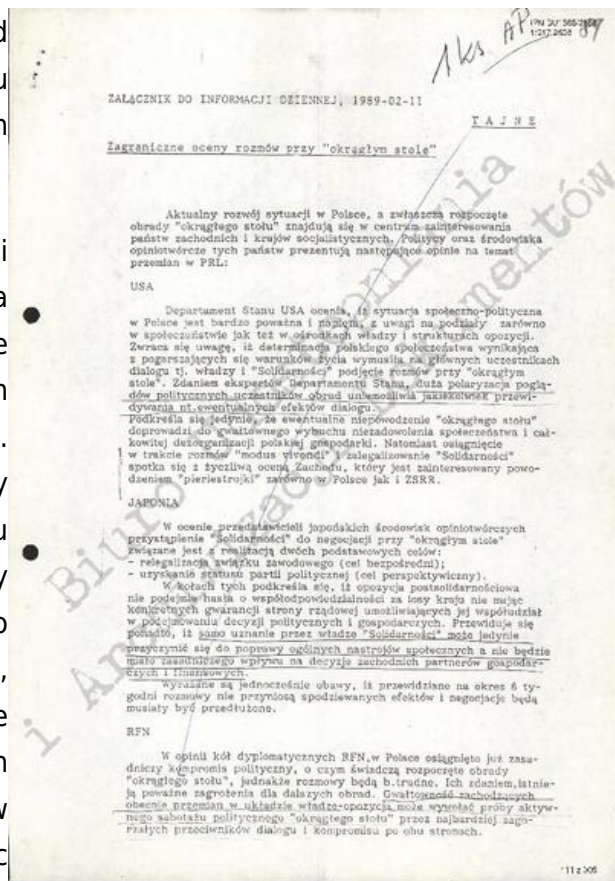 1 ks AP
89
ZAŁĄCZNIK DO INFORMACJI DZIENNEJ, 1989-02-11
T A J N E
Zagraniczne oceny rozmów przy "okrągłym stole"
Aktualny rozwój sytuacji w Polsce, a zwłaszcza rozpoczęte
obrady "okrągłego stołu" znajdują się w centrum zainteresowania
państw zachodnich i krajów socjalistycznych. Politycy oraz środowiska
opiniotwórcze tych państw prezentują następujące opinie na temat
przemian w PRL:
USA
Departament Stanu USA ocenia, iż sytuacja społeczno-polityczna
w Polsce jest bardzo poważna i napięta, z uwagi na podziały zarówno
w społeczeństwie jak też w ośrodkach władzy i strukturach opozycji.
Zwraca się uwagę, iż determinacja polskiego społeczeństwa wynikająca
z pogarszających się warunków życia wymusiła na głównych uczestnikach
dialogu tj. władzy i "Solidarności" podjęcie rozmów przy "okrągłym
stole". Zdaniem ekspertów Departamentu Stanu, duża polaryzacja poglą-
dów politycznych uczestników obrad uniemożliwia jakiekolwiek przewi-
dywania nt.ewentualnych efektów dialogu.
Podkreśla się jedynie, że ewentualne niepowodzenie "okrągłego stołu"
doprowadzi do gwałtownego wybuchu niezadowolenia społeczeństwa i cał-
kowitej dezorganizacji polskiej gospodarki. Natomiast osiągnięcie
w trakcie rozmów "modus vivendi" i zalegalizowanie "Solidarności"
spotka się z życzliwą oceną Zachodu, który jest zainteresowany powo-
dzeniem "pierestrojki" zarówno w Polsce jak i ZSRR.
JAPONIA
W ocenie przedstawicieli japońskich środowisk opiniotwórczych
przystąpienie "Solidarności" do negocjacji przy "okrągłym stole"
związane jest z realizacją dwóch podstawowych celów:
- relegalizacja związku zawodowego (cel bezpośredni);
- uzyskanie statusu partii politycznej (cel perspektywiczny).
W kołach tych podkreśla się, iż opozycja postsolidarnościowa
nie podejmie hasła o współodpowiedzialności za losy kraju nie mając
konkretnych gwarancji strony rządowej umożliwiających jej współudział
w podejmowaniu decyzji politycznych i gospodarczych. Przewiduje się
ponadto, iż samo uznanie przez władze "Solidarności" może jedynie
przyczynić się do poprawy ogólnych nastrojów społecznych a nie będzie
miało zasadniczego wpływu na decyzje zachodnich partnerów gospodar-
czych i finansowych.
Wyrażane są jednocześnie obawy, iż przewidziane na okres 6 ty-
godni rozmowy nie przyniosą spodziewanych efektów i negocjacje będą
musiały być przedłużone.
RFN
W opinii kół dyplomatycznych RFN,w Polsce osiągnięto już zasa-
dniczy kompromis polityczny, o czym świadczą rozpoczęte obrady
"okrągłego stołu", jednakże rozmowy będą b.trudne. Ich zdaniem,istnie-
ją poważne zagrożenia dla dalszych obrad. Gwałtowność zachodzących
obecnie przemian w układzie władza-opozycja może wywołać próby aktyw-
nego sabotażu politycznego "okrągłego stołu" przez najbardziej zago-
rzałych przeciwników dialogu i kompromisu po obu stronach.
11 z 305